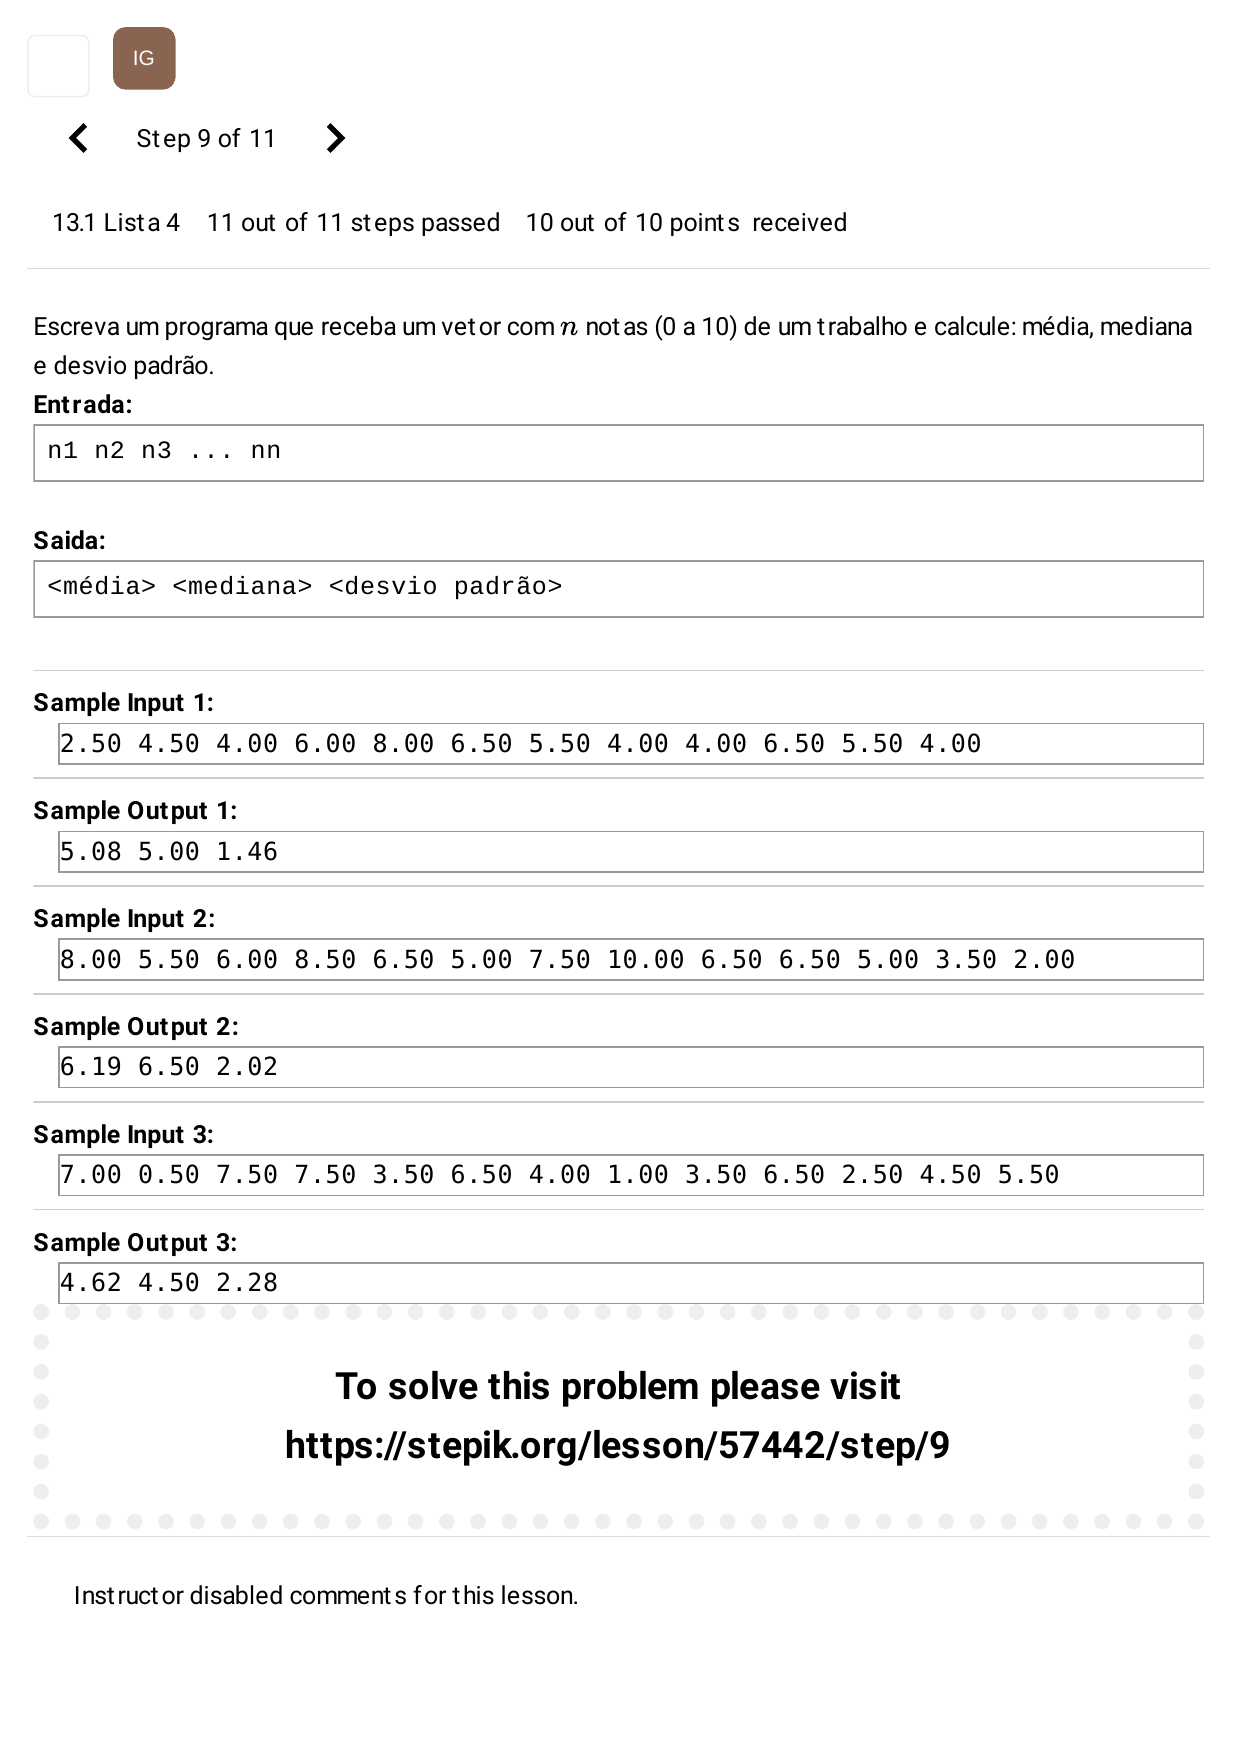 IG
Step 9 of 11
13.1 Lista 4 11 out of 11 steps passed 10 out of 10 points received
Escreva um programa que receba um vetor com n notas (0 a 10) de um trabalho e calcule: média, mediana
e desvio padrão.
Entrada:
n1 n2 n3 ... nn
Saida:
<média> <mediana> <desvio padrão>
Sample Input 1:
2.50 4.50 4.00 6.00 8.00 6.50 5.50 4.00 4.00 6.50 5.50 4.00
Sample Output 1:
5.08 5.00 1.46
Sample Input 2:
8.00 5.50 6.00 8.50 6.50 5.00 7.50 10.00 6.50 6.50 5.00 3.50 2.00
Sample Output 2:
6.19 6.50 2.02
Sample Input 3:
7.00 0.50 7.50 7.50 3.50 6.50 4.00 1.00 3.50 6.50 2.50 4.50 5.50
Sample Output 3:
4.62 4.50 2.28
To solve this problem please visit
https://stepik.org/lesson/57442/step/9
Instructor disabled comments for this lesson.